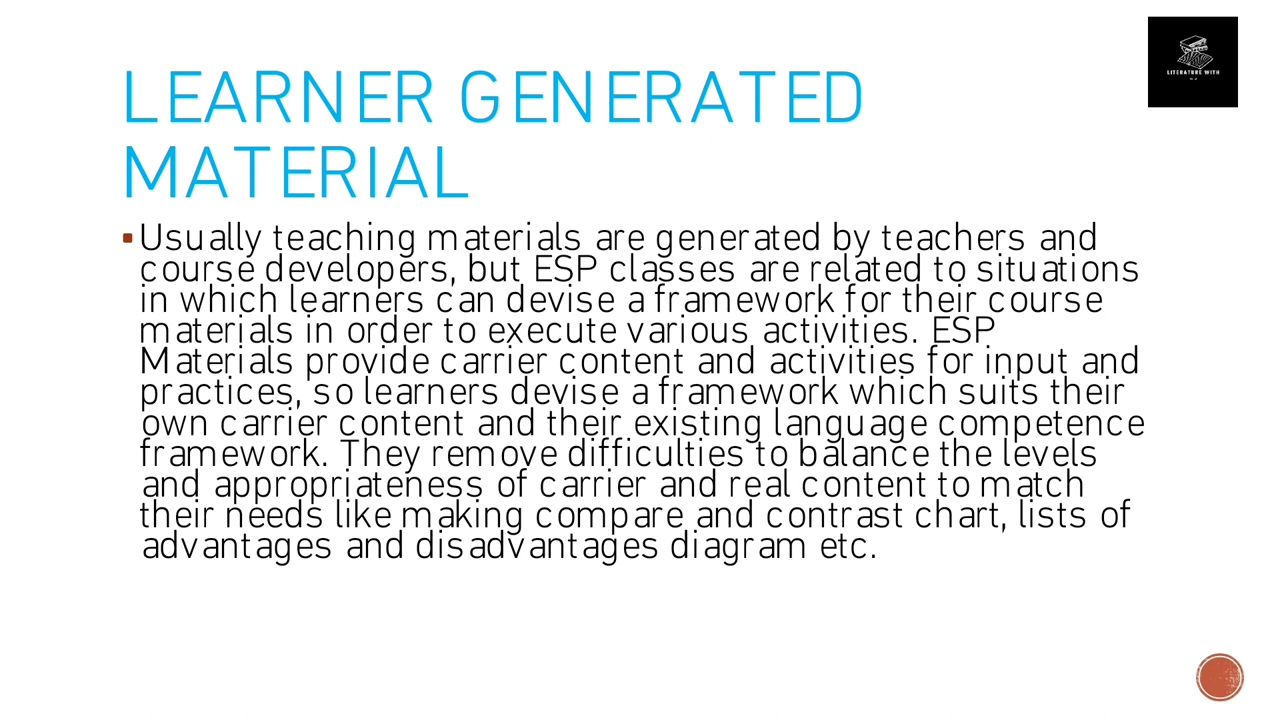 LITERATURE WITH
LEARNER GENERATED
MATERIAL
▪Usually teaching materials are generated by teachers and
course developers, but ESP classes are related to situations
in which learners can devise a framework for their course
materials in order to execute various activities. ESP
Materials provide carrier content and activities for input and
practices, so learners devise a framework which suits their
own carrier content and their existing language competence
framework. They remove difficulties to balance the levels
and appropriateness of carrier and real content to match
their needs like making compare and contrast chart, lists of
advantages and disadvantages diagram etc.